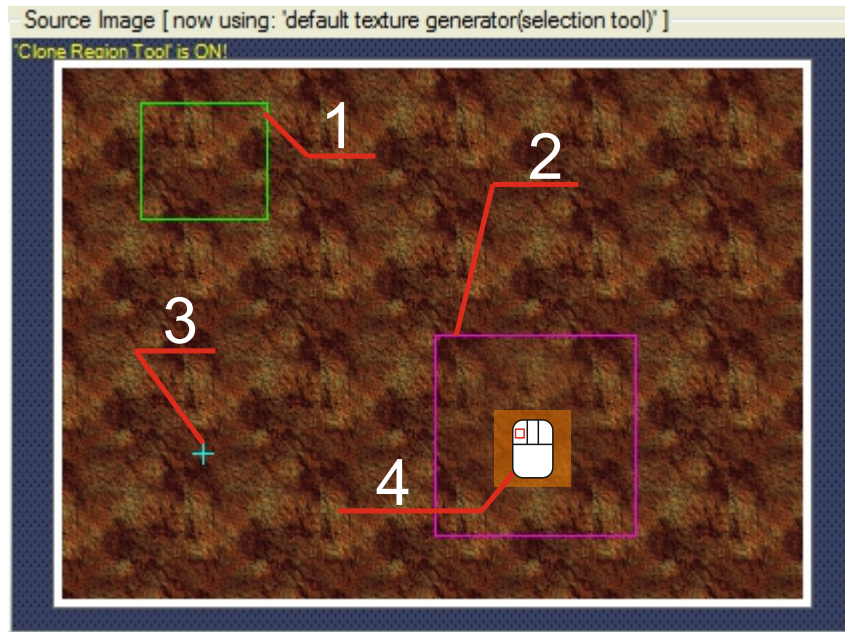 Source Image [ now using: 'default texture generator(selection tool)' ]
'Clone Region Tool' is ON!
1
2
3
4